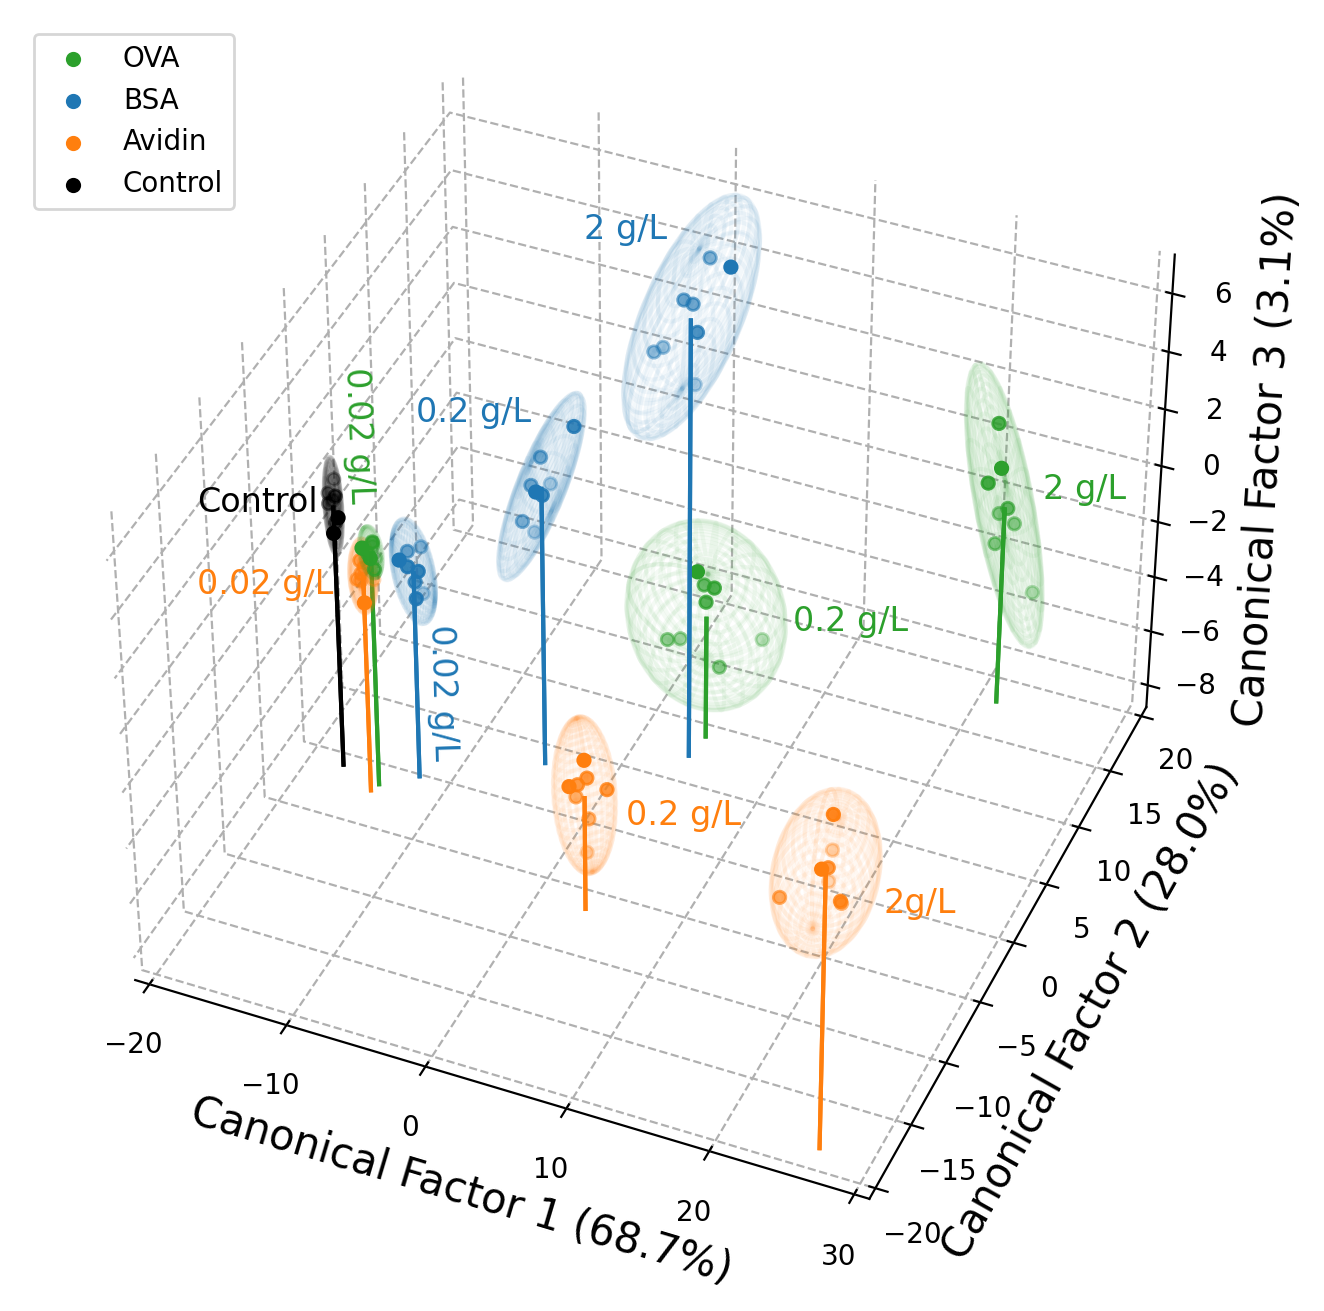 OVA
BSA
Avidin
Control
2 g/L
0.2 g/L
0.02 g/L
Control
0.02 g/L
0.02 g/L
2 g/L
0.2 g/L
0.2 g/L
2g/L
6
4
2
0
−2
−4
−6
−8
Canonical Factor 3 (3.1%)
20
15
10
5
0
−5
−10
−15
−20
Canonical Factor 2 (28.0%)
−20
−10
0
10
20
30
Canonical Factor 1 (68.7%)